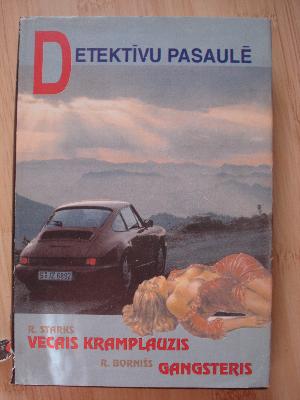 DETEKTĪVU PASAULĒ
R. STARKS
VECAIS KRAMPLAUZIS
R. BORNIŠS
GANGSTERIS